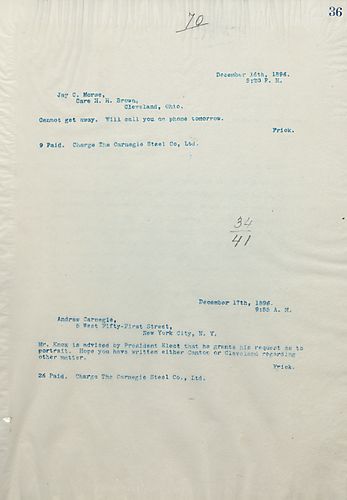 36
70
December 16th, 1896.
5:20 P. M.
Jay C. Morse,
Care H. H. Brown,
Cleveland, Ohio.
Cannot get away. Will call you on phone tomorrow.
Frick.
9 Paid. Charge The Carnegie Steel Co, Ltd.
34
41
December 17th, 1896.
9:55 A. M.
Andrew Carnegie,
5 West Fifty-First Street,
New York City, N. Y.
Mr. Knox is advised by President Elect that he grants his request as to
portrait. Hope you have written either Canton or Cleveland regarding
other matter.
Frick.
26 Paid. Charge The Carnegie Steel Co., Ltd.